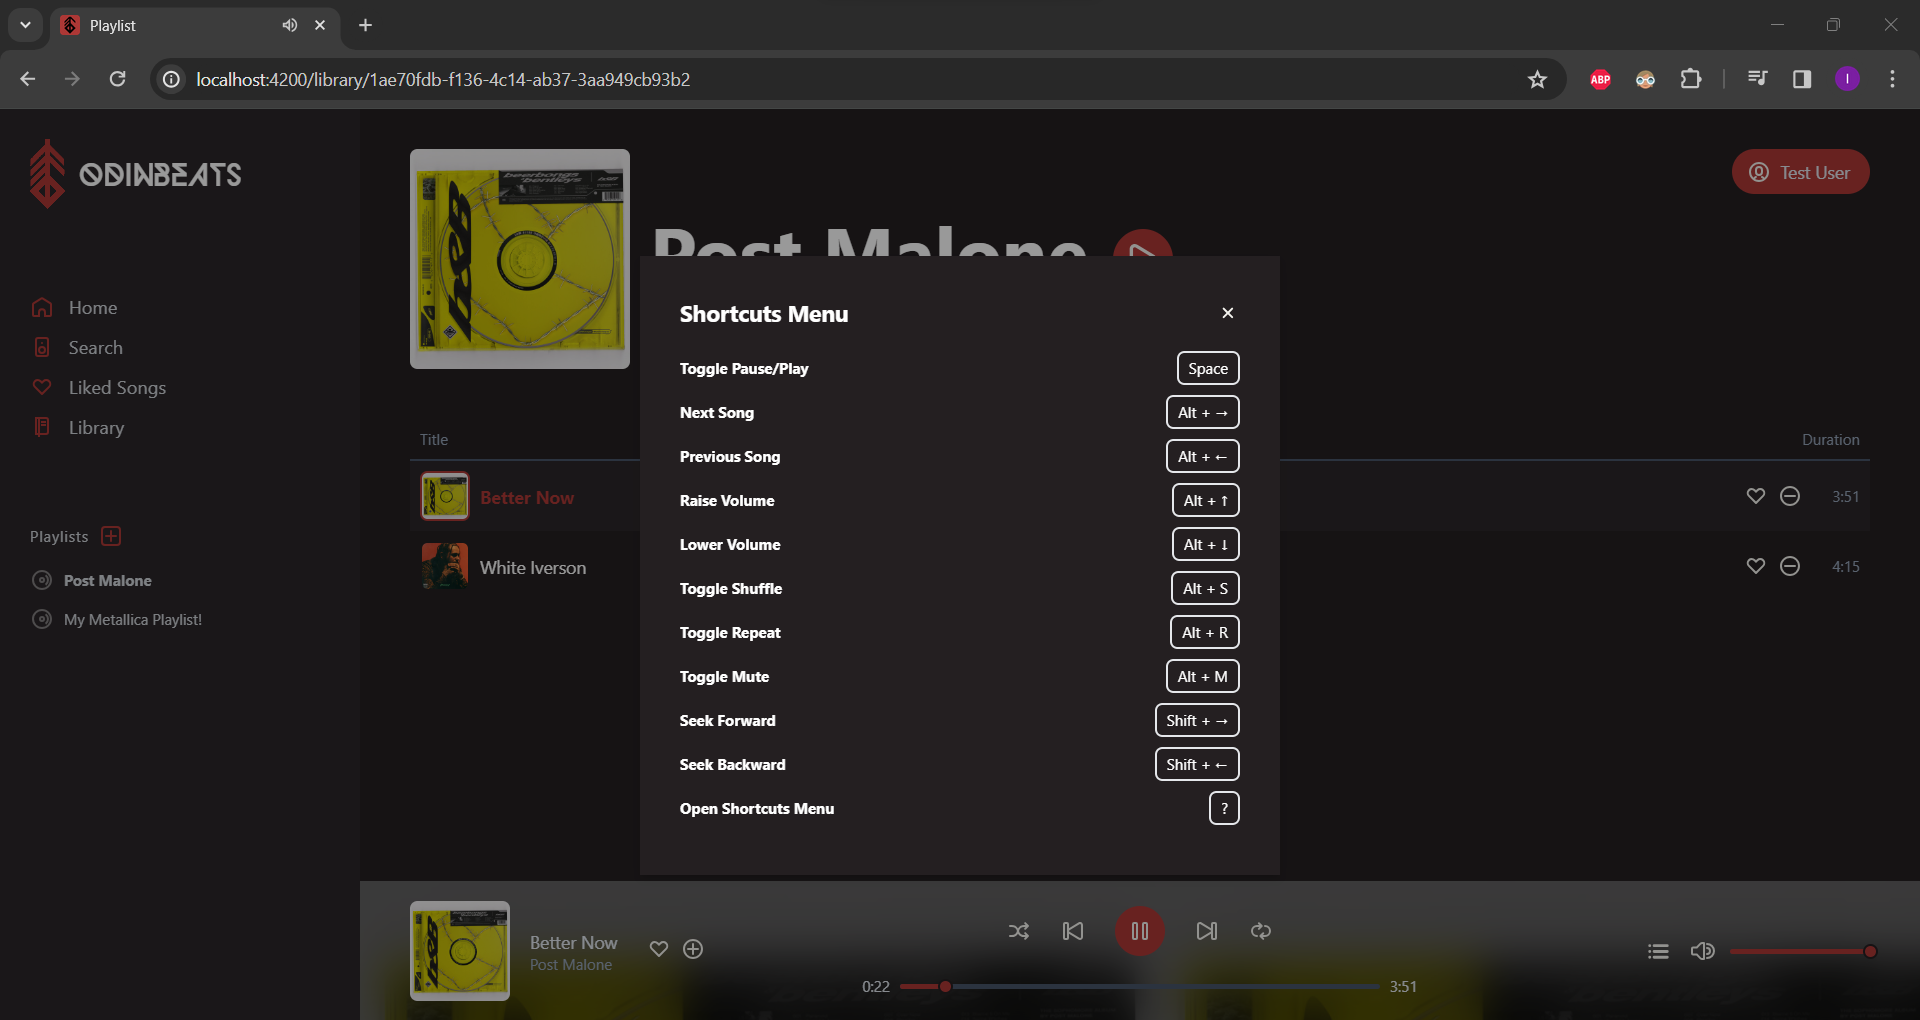 Playlist
localhost:4200/library/1ae70fdb-f136-4c14-ab37-3aa949cb93b2
ABP
I
ODINBEATS
Test User
beerbongs
bentleys
Post Malone
Home
Search
Liked Songs
Library
Playlists
Post Malone
My Metallica Playlist!
Title
Duration
Better Now
3:51
White Iverson
4:15
Shortcuts Menu
Toggle Pause/Play Space
Next Song Alt + →
Previous Song Alt + ←
Raise Volume Alt + ↑
Lower Volume Alt + ↓
Toggle Shuffle Alt + S
Toggle Repeat Alt + R
Toggle Mute Alt + M
Seek Forward Shift + →
Seek Backward Shift + ←
Open Shortcuts Menu ?
Better Now
Post Malone
0:22
3:51